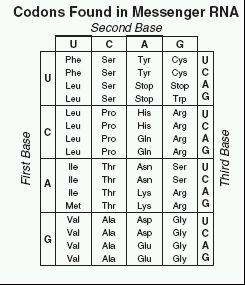 Codons Found in Messenger RNA
Second Base
U C A G
First Base
Third Base
U
Phe Ser Tyr Cys U
Phe Ser Tyr Cys C
Leu Ser Stop Stop A
Leu Ser Stop Trp G
C
Leu Pro His Arg U
Leu Pro His Arg C
Leu Pro Gln Arg A
Leu Pro Gln Arg G
A
Ile Thr Asn Ser U
Ile Thr Asn Ser C
Ile Thr Lys Arg A
Met Thr Lys Arg G
G
Val Ala Asp Gly U
Val Ala Asp Gly C
Val Ala Glu Gly A
Val Ala Glu Gly G